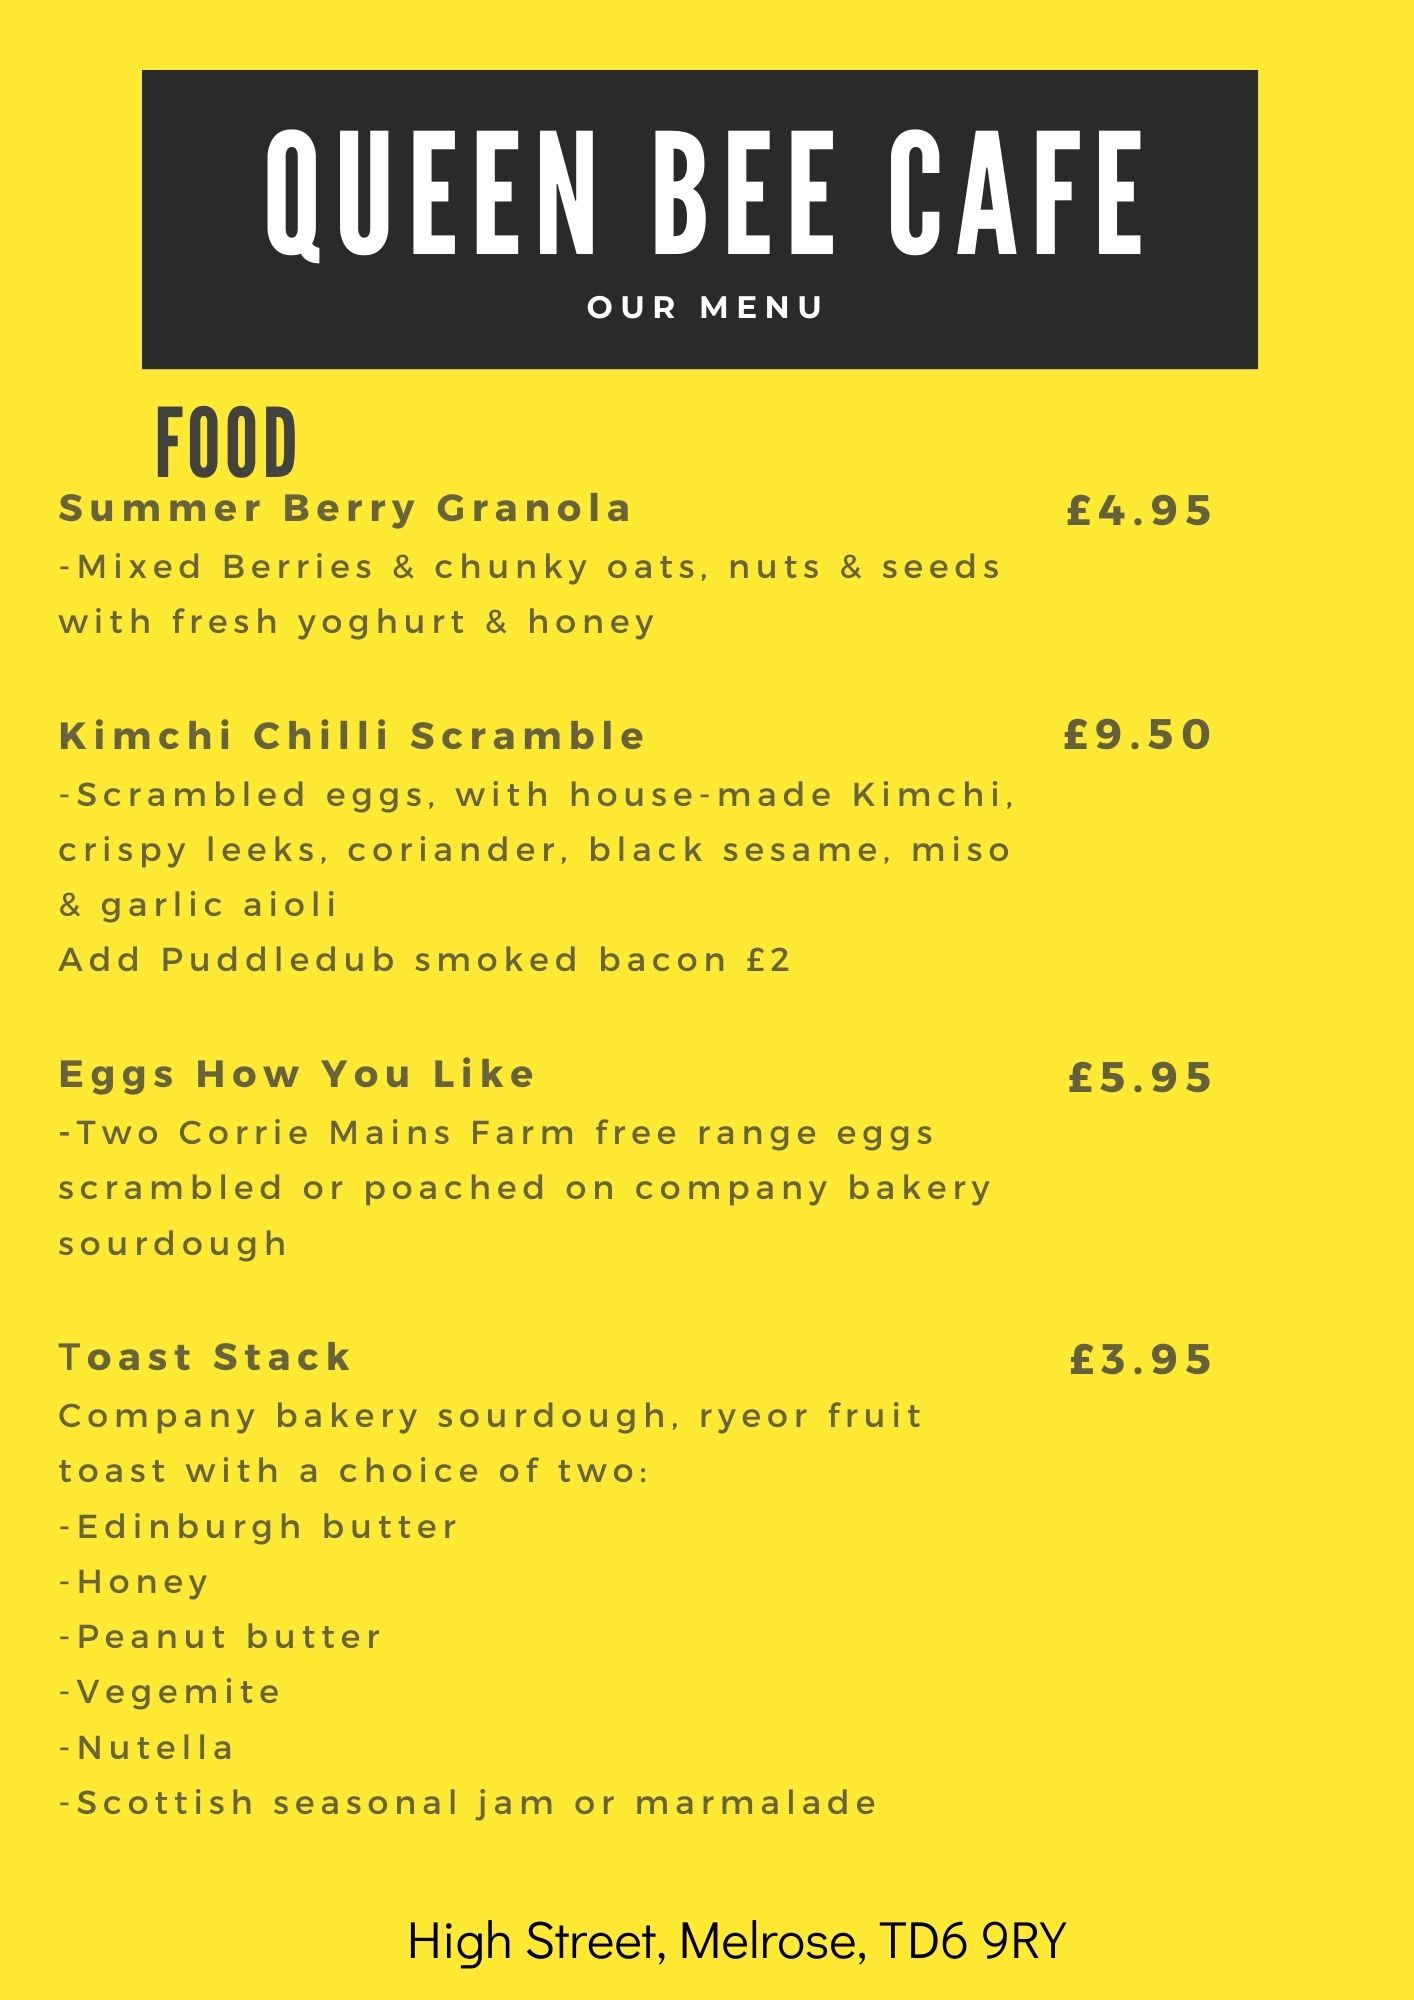 QUEEN BEE CAFE
OUR MENU
FOOD
Summer Berry Granola £4.95
-Mixed Berries & chunky oats, nuts & seeds
with fresh yoghurt & honey
Kimchi Chilli Scramble £9.50
-Scrambled eggs, with house-made Kimchi,
crispy leeks, coriander, black sesame, miso
& garlic aioli
Add Puddledub smoked bacon £2
Eggs How You Like £5.95
-Two Corrie Mains Farm free range eggs
scrambled or poached on company bakery
sourdough
Toast Stack £3.95
Company bakery sourdough, ryeor fruit
toast with a choice of two:
-Edinburgh butter
-Honey
-Peanut butter
-Vegemite
-Nutella
-Scottish seasonal jam or marmalade
High Street, Melrose, TD6 9RY